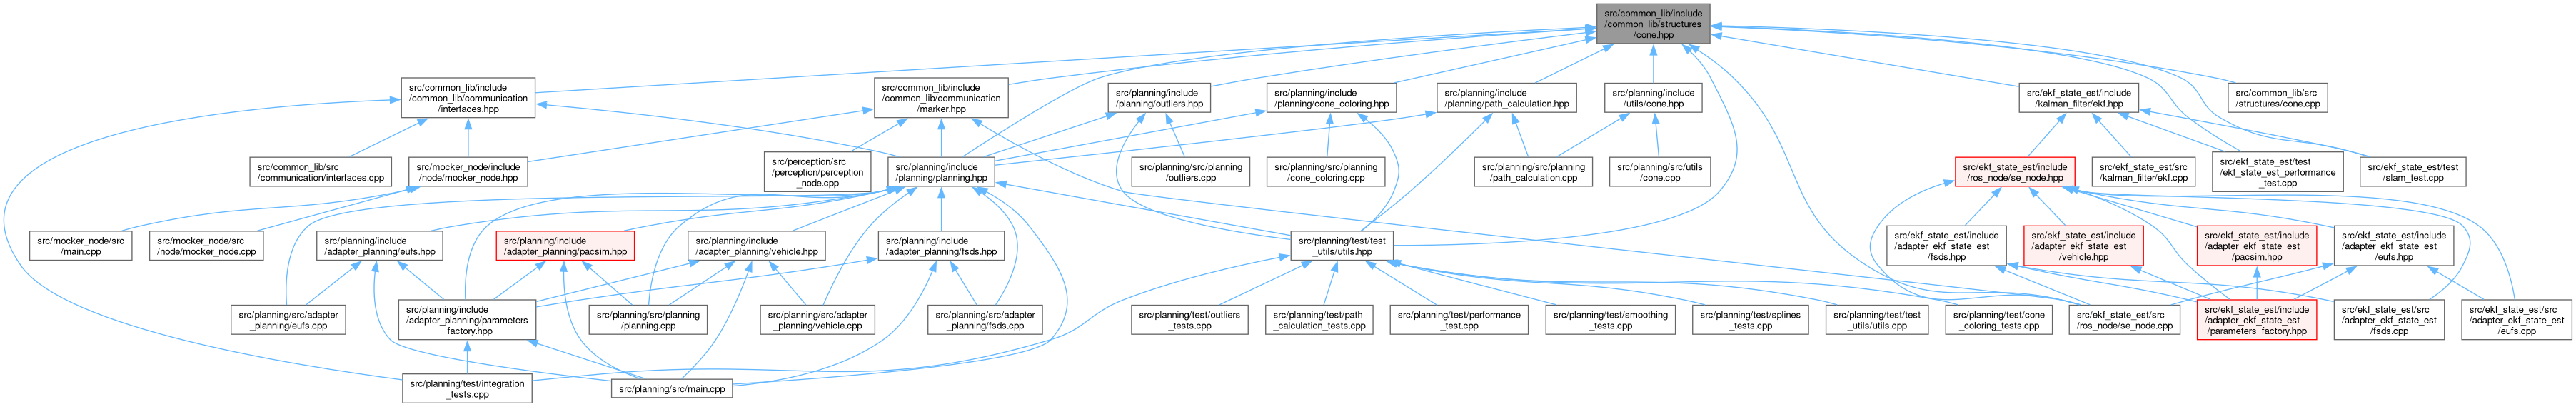 src/common_lib/include
/common_lib/structures
/cone.hpp
src/common_lib/include
/common_lib/communication
/interfaces.hpp
src/common_lib/include
/common_lib/communication
/marker.hpp
src/planning/include
/planning/outliers.hpp
src/planning/include
/planning/cone_coloring.hpp
src/planning/include
/planning/path_calculation.hpp
src/planning/include
/utils/cone.hpp
src/ekf_state_est/include
/kalman_filter/ekf.hpp
src/common_lib/src
/structures/cone.cpp
src/common_lib/src
/communication/interfaces.cpp
src/mocker_node/include
/node/mocker_node.hpp
src/perception/src
/perception/perception
_node.cpp
src/planning/include
/planning/planning.hpp
src/planning/src/planning
/outliers.cpp
src/planning/src/planning
/cone_coloring.cpp
src/planning/src/planning
/path_calculation.cpp
src/planning/src/utils
/cone.cpp
src/ekf_state_est/include
/ros_node/se_node.hpp
src/ekf_state_est/src
/kalman_filter/ekf.cpp
src/ekf_state_est/test
/ekf_state_est_performance
_test.cpp
src/ekf_state_est/test
/slam_test.cpp
src/mocker_node/src
/main.cpp
src/mocker_node/src
/node/mocker_node.cpp
src/planning/include
/adapter_planning/eufs.hpp
src/planning/include
/adapter_planning/pacsim.hpp
src/planning/include
/adapter_planning/vehicle.hpp
src/planning/include
/adapter_planning/fsds.hpp
src/planning/test/test
_utils/utils.hpp
src/ekf_state_est/include
/adapter_ekf_state_est
/fsds.hpp
src/ekf_state_est/include
/adapter_ekf_state_est
/vehicle.hpp
src/ekf_state_est/include
/adapter_ekf_state_est
/pacsim.hpp
src/ekf_state_est/include
/adapter_ekf_state_est
/eufs.hpp
src/planning/src/adapter
_planning/eufs.cpp
src/planning/include
/adapter_planning/parameters
_factory.hpp
src/planning/src/planning
/planning.cpp
src/planning/src/adapter
_planning/vehicle.cpp
src/planning/src/adapter
_planning/fsds.cpp
src/planning/test/outliers
_tests.cpp
src/planning/test/path
_calculation_tests.cpp
src/planning/test/performance
_test.cpp
src/planning/test/smoothing
_tests.cpp
src/planning/test/splines
_tests.cpp
src/planning/test/test
_utils/utils.cpp
src/planning/test/cone
_coloring_tests.cpp
src/ekf_state_est/src
/ros_node/se_node.cpp
src/ekf_state_est/include
/adapter_ekf_state_est
/parameters_factory.hpp
src/ekf_state_est/src
/adapter_ekf_state_est
/fsds.cpp
src/ekf_state_est/src
/adapter_ekf_state_est
/eufs.cpp
src/planning/test/integration
_tests.cpp
src/planning/src/main.cpp